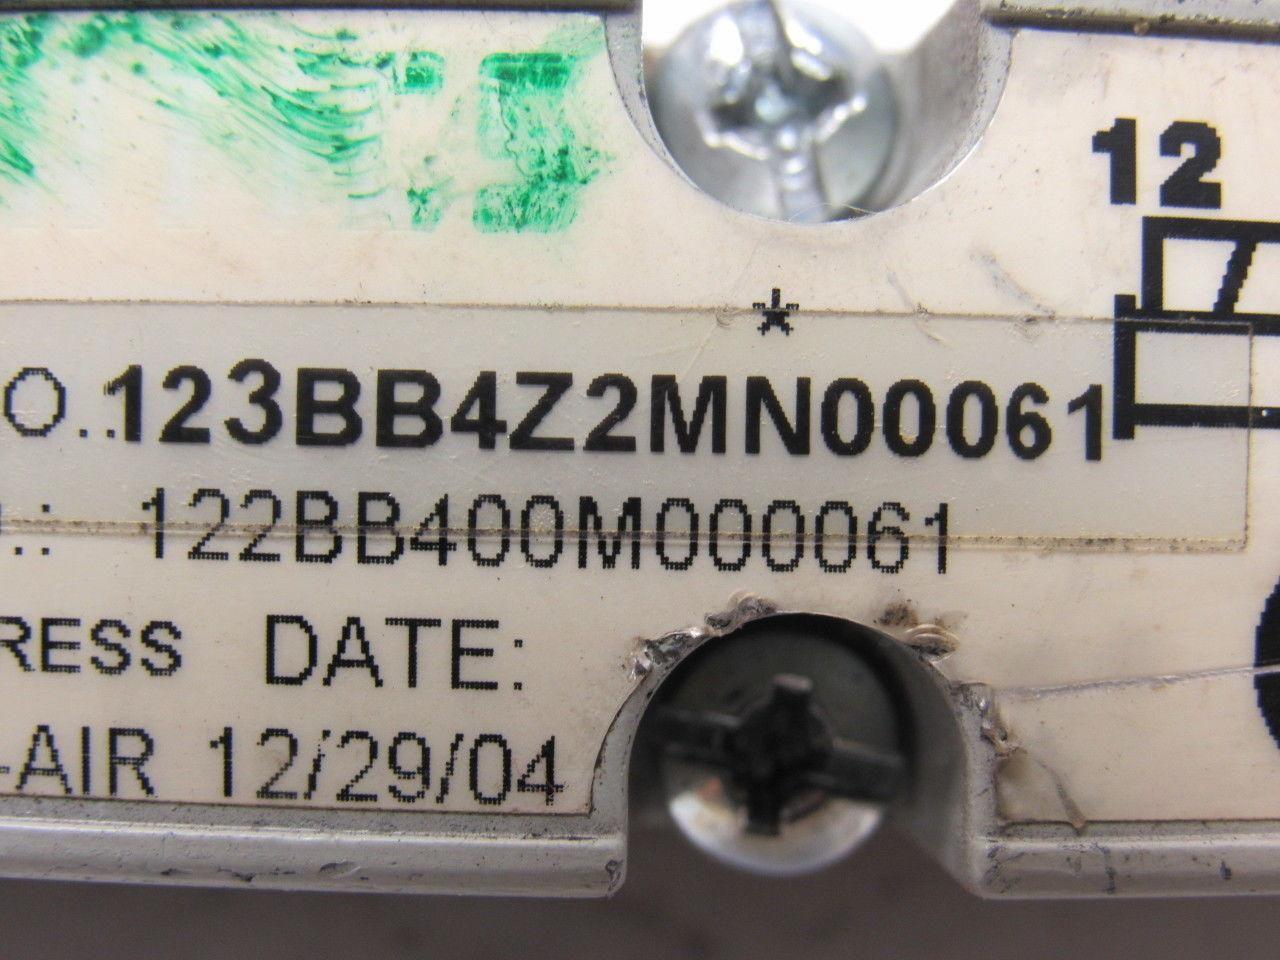 12
*
O..123BB4Z2MN00061
.: 122BB400M000061
RESS DATE:
-AIR 12/29/04